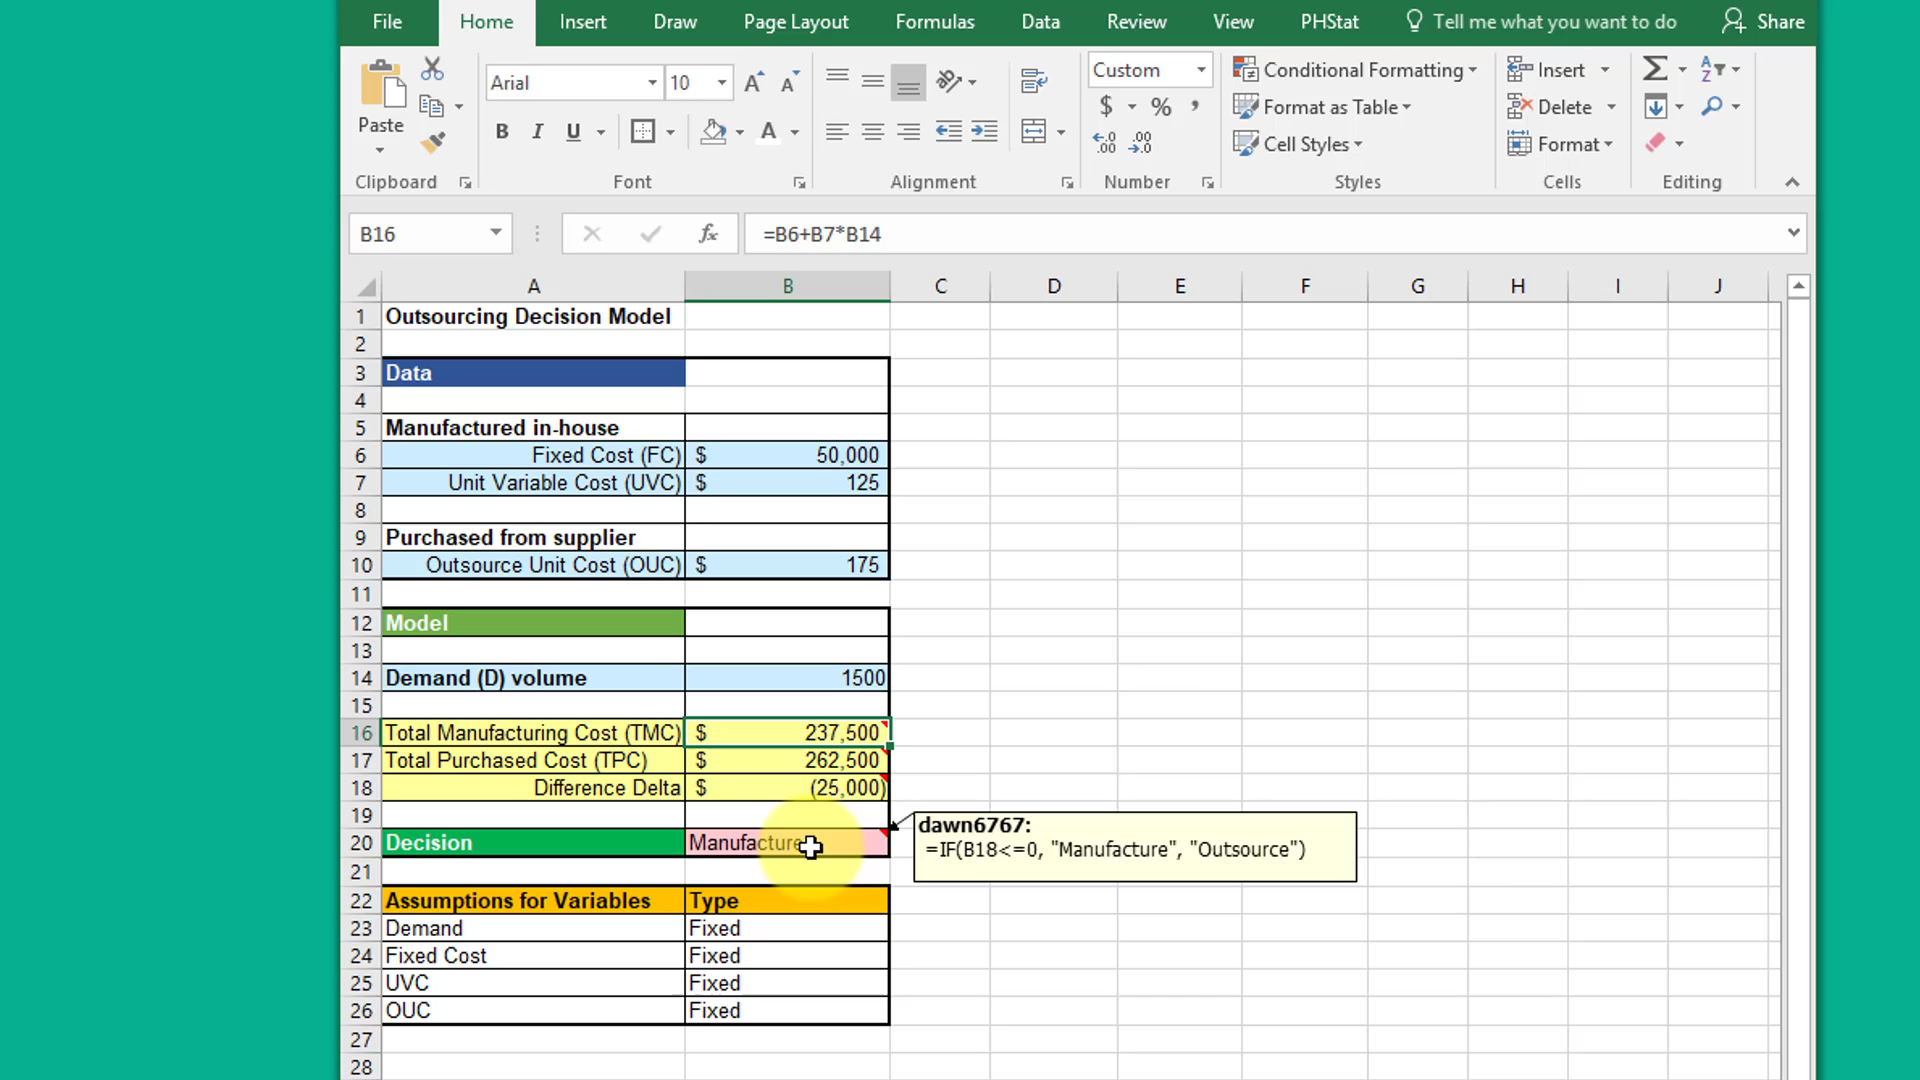 File Home Insert Draw Page Layout Formulas Data Review View PHStat Tell me what you want to do Share
Paste
Clipboard
Arial 10
B I U A
Font
Alignment
Custom
$ % ,
Number
Conditional Formatting
Format as Table
Cell Styles
Styles
Insert
Delete
Format
Cells
Editing
B16 fx =B6+B7*B14
A B C D E F G H I J
1 Outsourcing Decision Model
2
3 Data
4
5 Manufactured in-house
6 Fixed Cost (FC) $ 50,000
7 Unit Variable Cost (UVC) $ 125
8
9 Purchased from supplier
10 Outsource Unit Cost (OUC) $ 175
11
12 Model
13
14 Demand (D) volume 1500
15
16 Total Manufacturing Cost (TMC) $ 237,500
17 Total Purchased Cost (TPC) $ 262,500
18 Difference Delta $ (25,000)
19
20 Decision Manufacture
dawn6767:
=IF(B18<=0, "Manufacture", "Outsource")
21
22 Assumptions for Variables Type
23 Demand Fixed
24 Fixed Cost Fixed
25 UVC Fixed
26 OUC Fixed
27
28